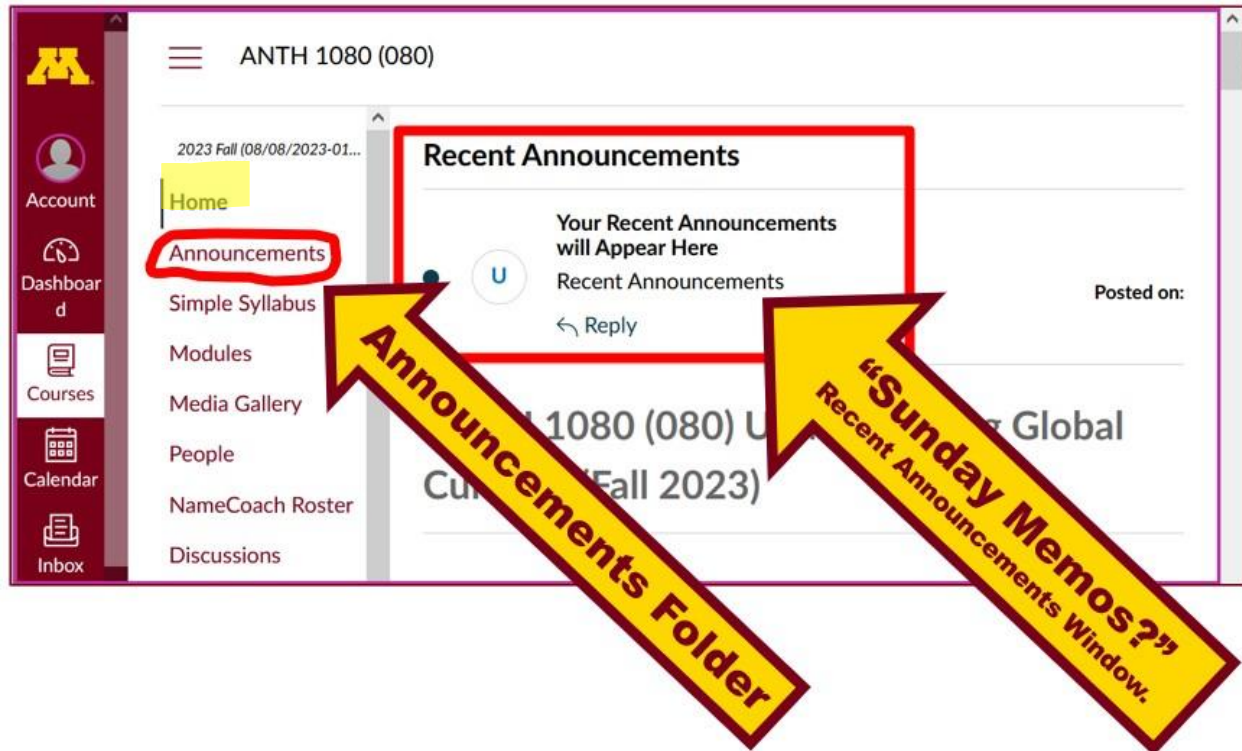 M
ANTH 1080 (080)
Account
Dashboar
d
Courses
Calendar
Inbox
2023 Fall (08/08/2023-01...
Home
Announcements
Simple Syllabus
Modules
Media Gallery
People
NameCoach Roster
Discussions
Recent Announcements
Your Recent Announcements
will Appear Here
U
Recent Announcements
Reply
Posted on:
1080 (080) U
Global
Cu
Fall 2023)
Announcements Folder
“Sunday Memos?”
Recent Announcements Window.